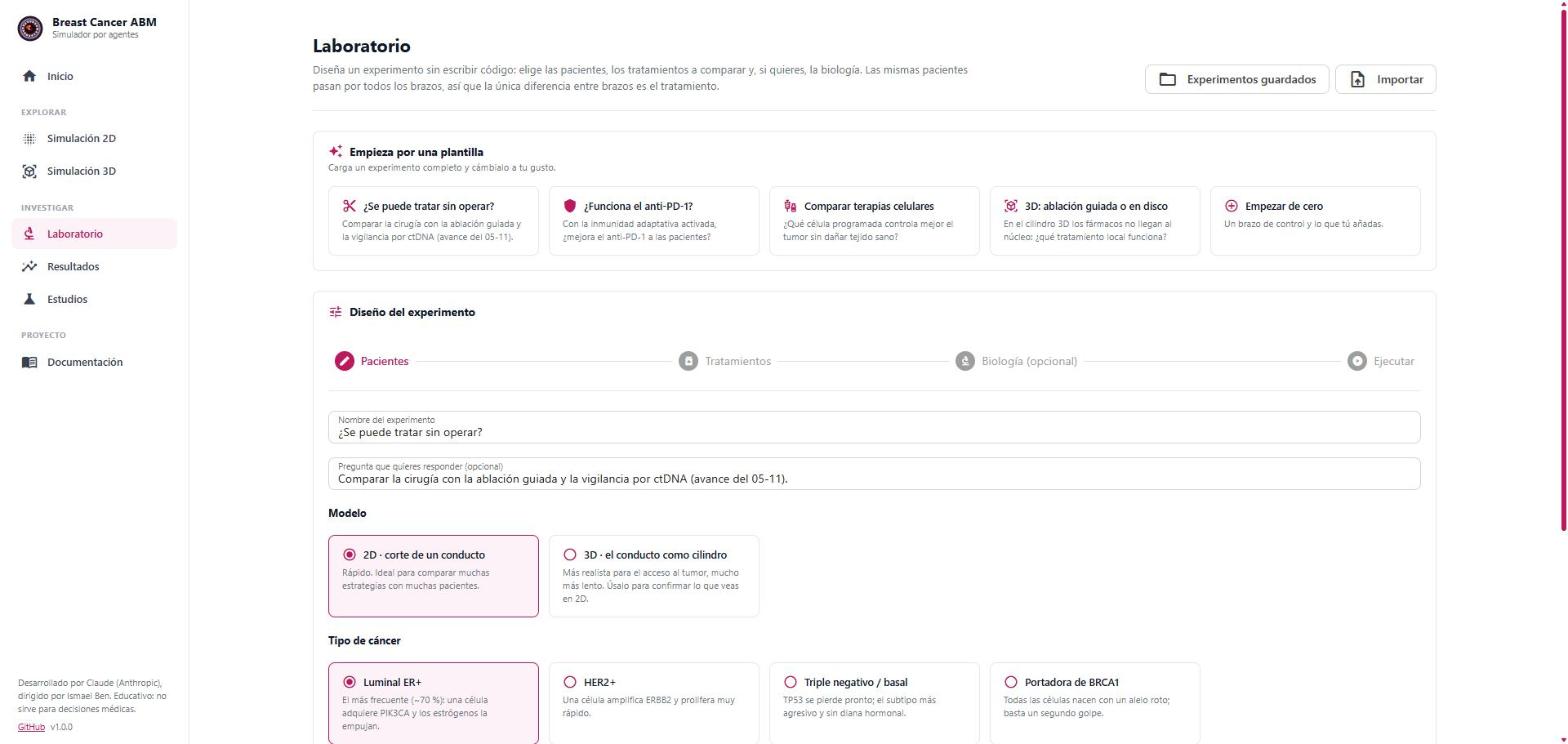 Breast Cancer ABM
Simulador por agentes
Inicio
EXPLORAR
Simulación 2D
Simulación 3D
INVESTIGAR
Laboratorio
Resultados
Estudios
PROYECTO
Documentación
Desarrollado por Claude (Anthropic),
dirigido por Ismael Ben. Educativo: no
sirve para decisiones médicas.
GitHub v1.0.0
Laboratorio
Diseña un experimento sin escribir código: elige las pacientes, los tratamientos a comparar y, si quieres, la biología. Las mismas pacientes
pasan por todos los brazos, así que la única diferencia entre brazos es el tratamiento.
Experimentos guardados
Importar
Empieza por una plantilla
Carga un experimento completo y cámbialo a tu gusto.
¿Se puede tratar sin operar?
Comparar la cirugía con la ablación guiada y
la vigilancia por ctDNA (avance del 05-11).
¿Funciona el anti-PD-1?
Con la inmunidad adaptativa activada,
¿mejora el anti-PD-1 a las pacientes?
Comparar terapias celulares
¿Qué célula programada controla mejor el
tumor sin dañar tejido sano?
3D: ablación guiada o en disco
En el cilindro 3D los fármacos no llegan al
núcleo: ¿qué tratamiento local funciona?
Empezar de cero
Un brazo de control y lo que tú añadas.
Diseño del experimento
Pacientes
Tratamientos
Biología (opcional)
Ejecutar
Nombre del experimento
¿Se puede tratar sin operar?
Pregunta que quieres responder (opcional)
Comparar la cirugía con la ablación guiada y la vigilancia por ctDNA (avance del 05-11).
Modelo
2D · corte de un conducto
Rápido. Ideal para comparar muchas
estrategias con muchas pacientes.
3D · el conducto como cilindro
Más realista para el acceso al tumor, mucho
más lento. Úsalo para confirmar lo que veas
en 2D.
Tipo de cáncer
Luminal ER+
El más frecuente (~70 %): una célula
adquiere PIK3CA y los estrógenos la
empujan.
HER2+
Una célula amplifica ERBB2 y prolifera muy
rápido.
Triple negativo / basal
TP53 se pierde pronto; el subtipo más
agresivo y sin diana hormonal.
Portadora de BRCA1
Todas las células nacen con un alelo roto;
basta un segundo golpe.